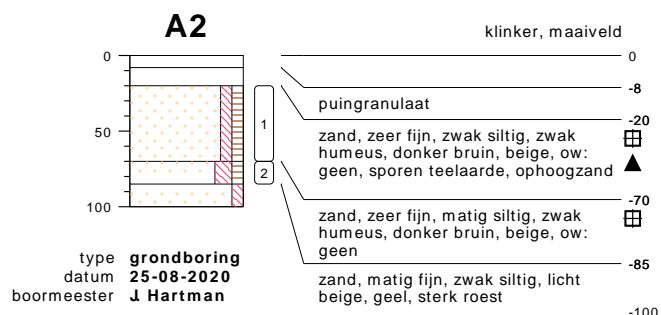 A2
klinker, maaiveld
0
0
-8
puingranulaat
-20
zand, zeer fijn, zwak siltig, zwak
humeus, donker bruin, beige, ow:
geen, sporen teelaarde, ophoogzand
1
50
-70
2
zand, zeer fijn, matig siltig, zwak
humeus, donker bruin, beige, ow:
geen
100
-85
zand, matig fijn, zwak siltig, licht
beige, geel, sterk roest
-100
type grondboring
datum 25-08-2020
boormeester J. Hartman